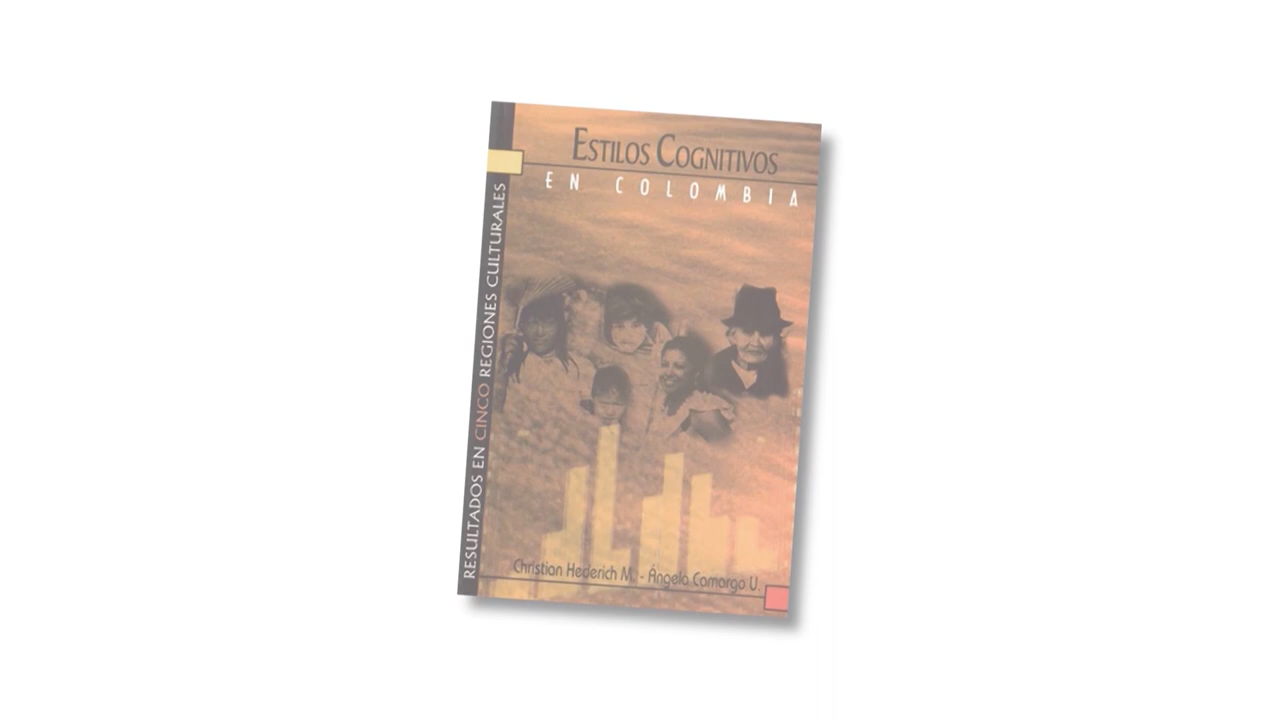 ESTILOS COGNITIVOS
EN COLOMBIA
RESULTADOS EN CINCO REGIONES CULTURALES
Christian Hederich M. - Ángela Camargo U.